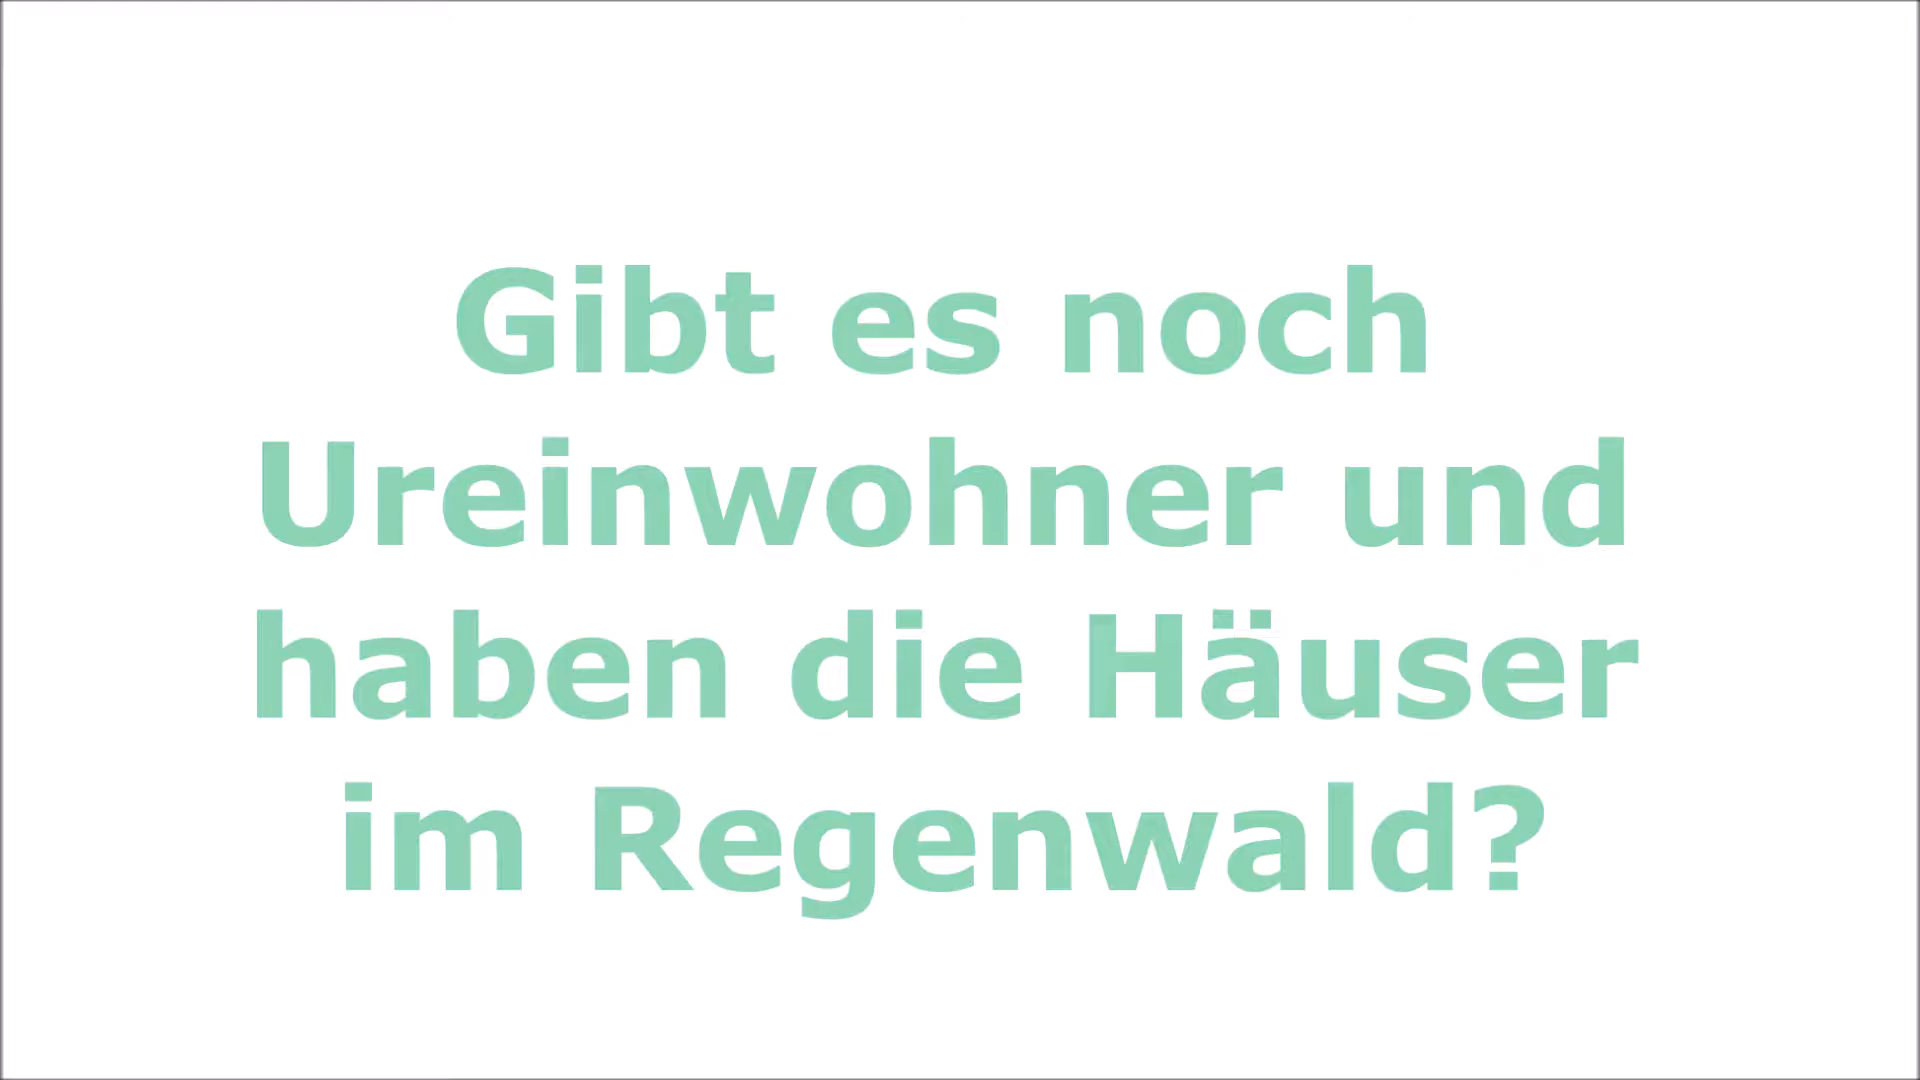 Gibt es noch
Ureinwohner und
haben die Häuser
im Regenwald?